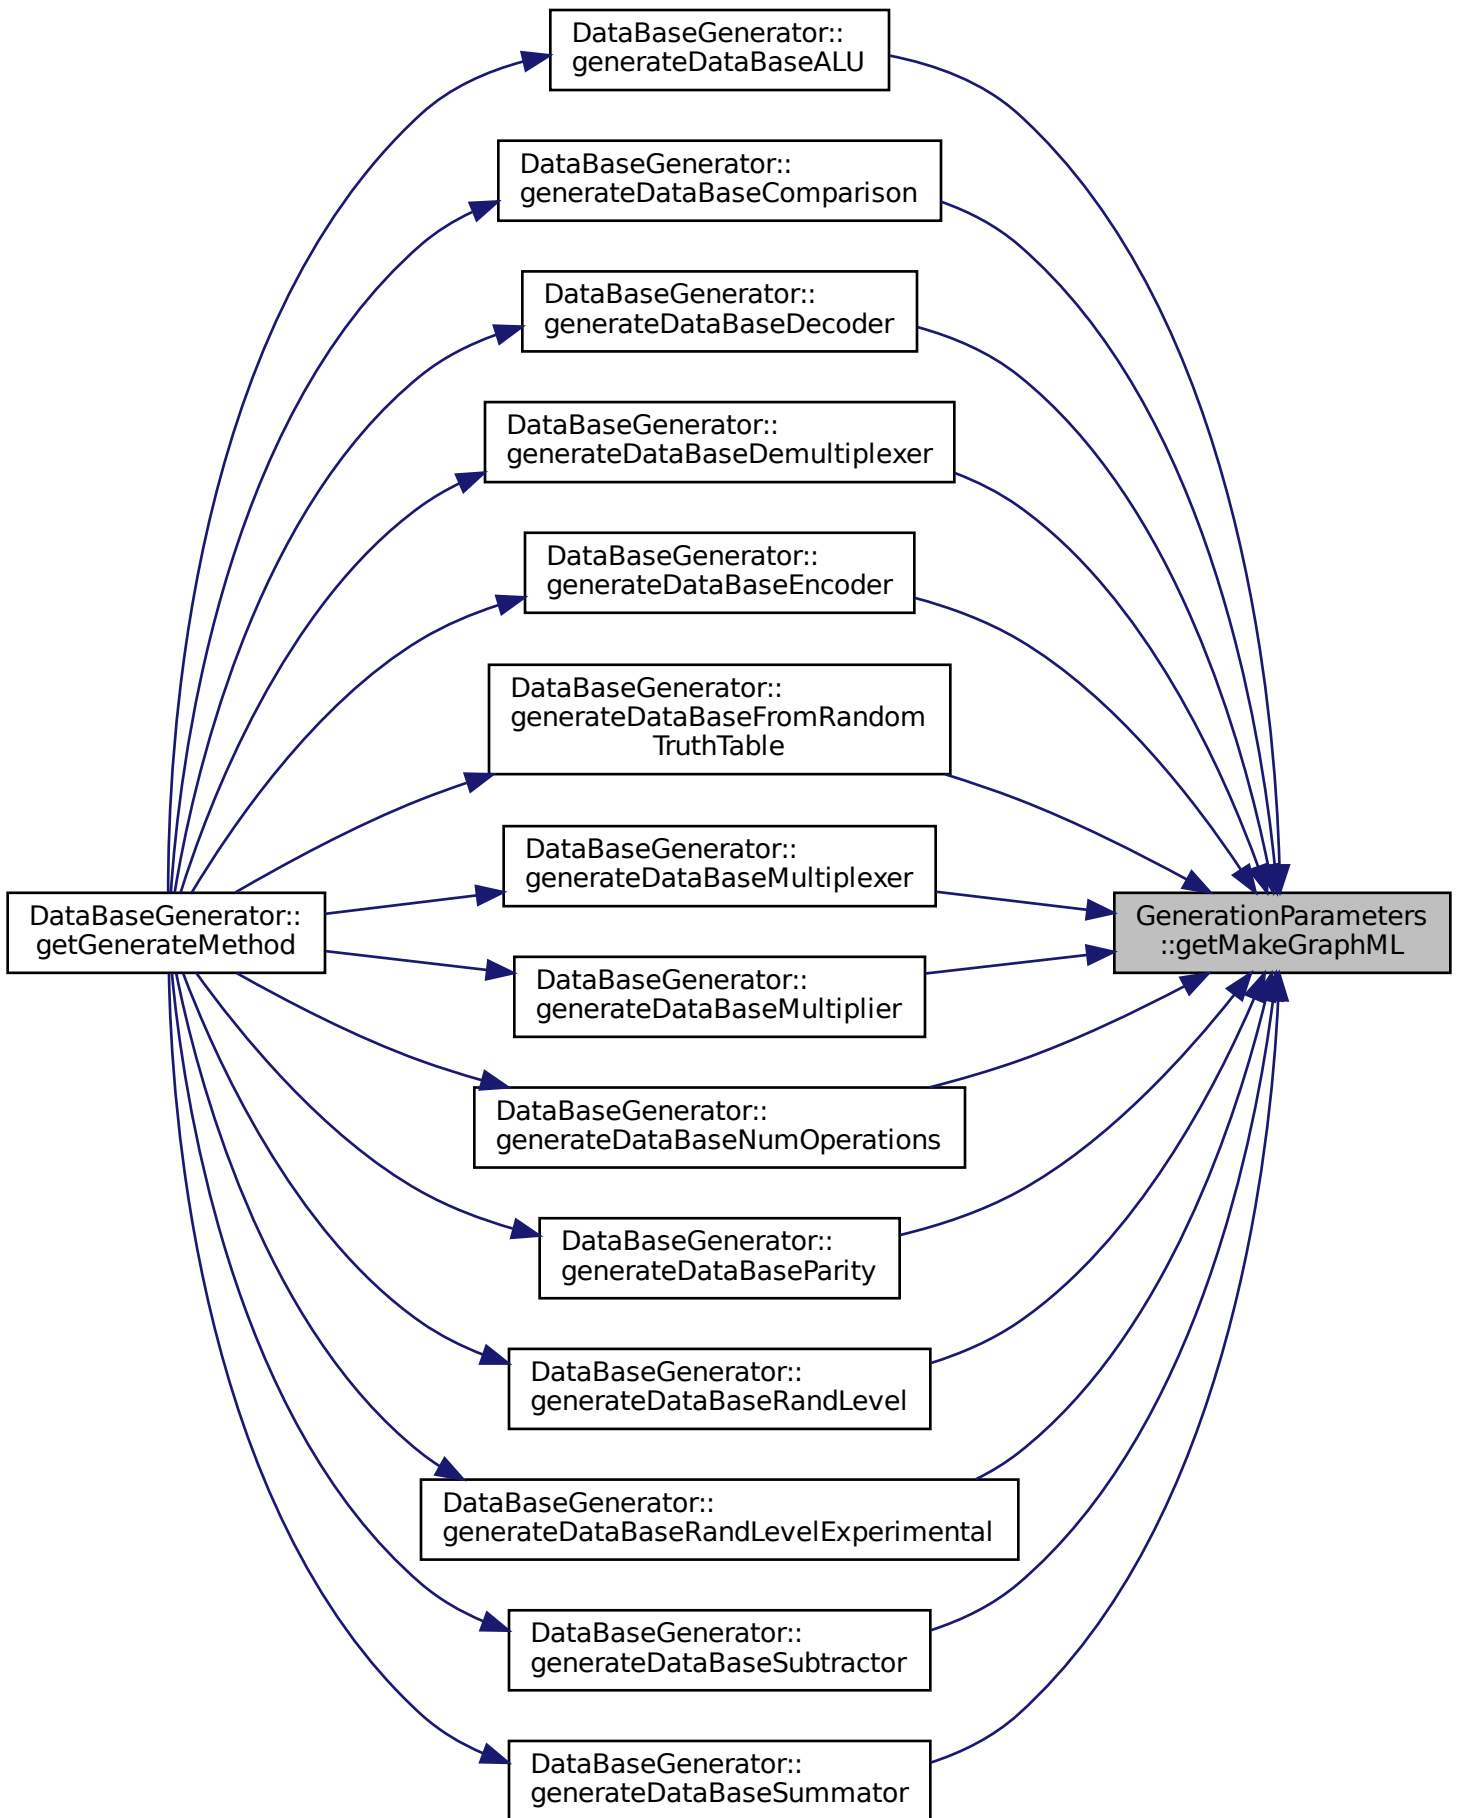 DataBaseGenerator::
generateDataBaseALU
DataBaseGenerator::
generateDataBaseComparison
DataBaseGenerator::
generateDataBaseDecoder
DataBaseGenerator::
generateDataBaseDemultiplexer
DataBaseGenerator::
generateDataBaseEncoder
DataBaseGenerator::
generateDataBaseFromRandom
TruthTable
DataBaseGenerator::
generateDataBaseMultiplexer
DataBaseGenerator::
getGenerateMethod
GenerationParameters
::getMakeGraphML
DataBaseGenerator::
generateDataBaseMultiplier
DataBaseGenerator::
generateDataBaseNumOperations
DataBaseGenerator::
generateDataBaseParity
DataBaseGenerator::
generateDataBaseRandLevel
DataBaseGenerator::
generateDataBaseRandLevelExperimental
DataBaseGenerator::
generateDataBaseSubtractor
DataBaseGenerator::
generateDataBaseSummator